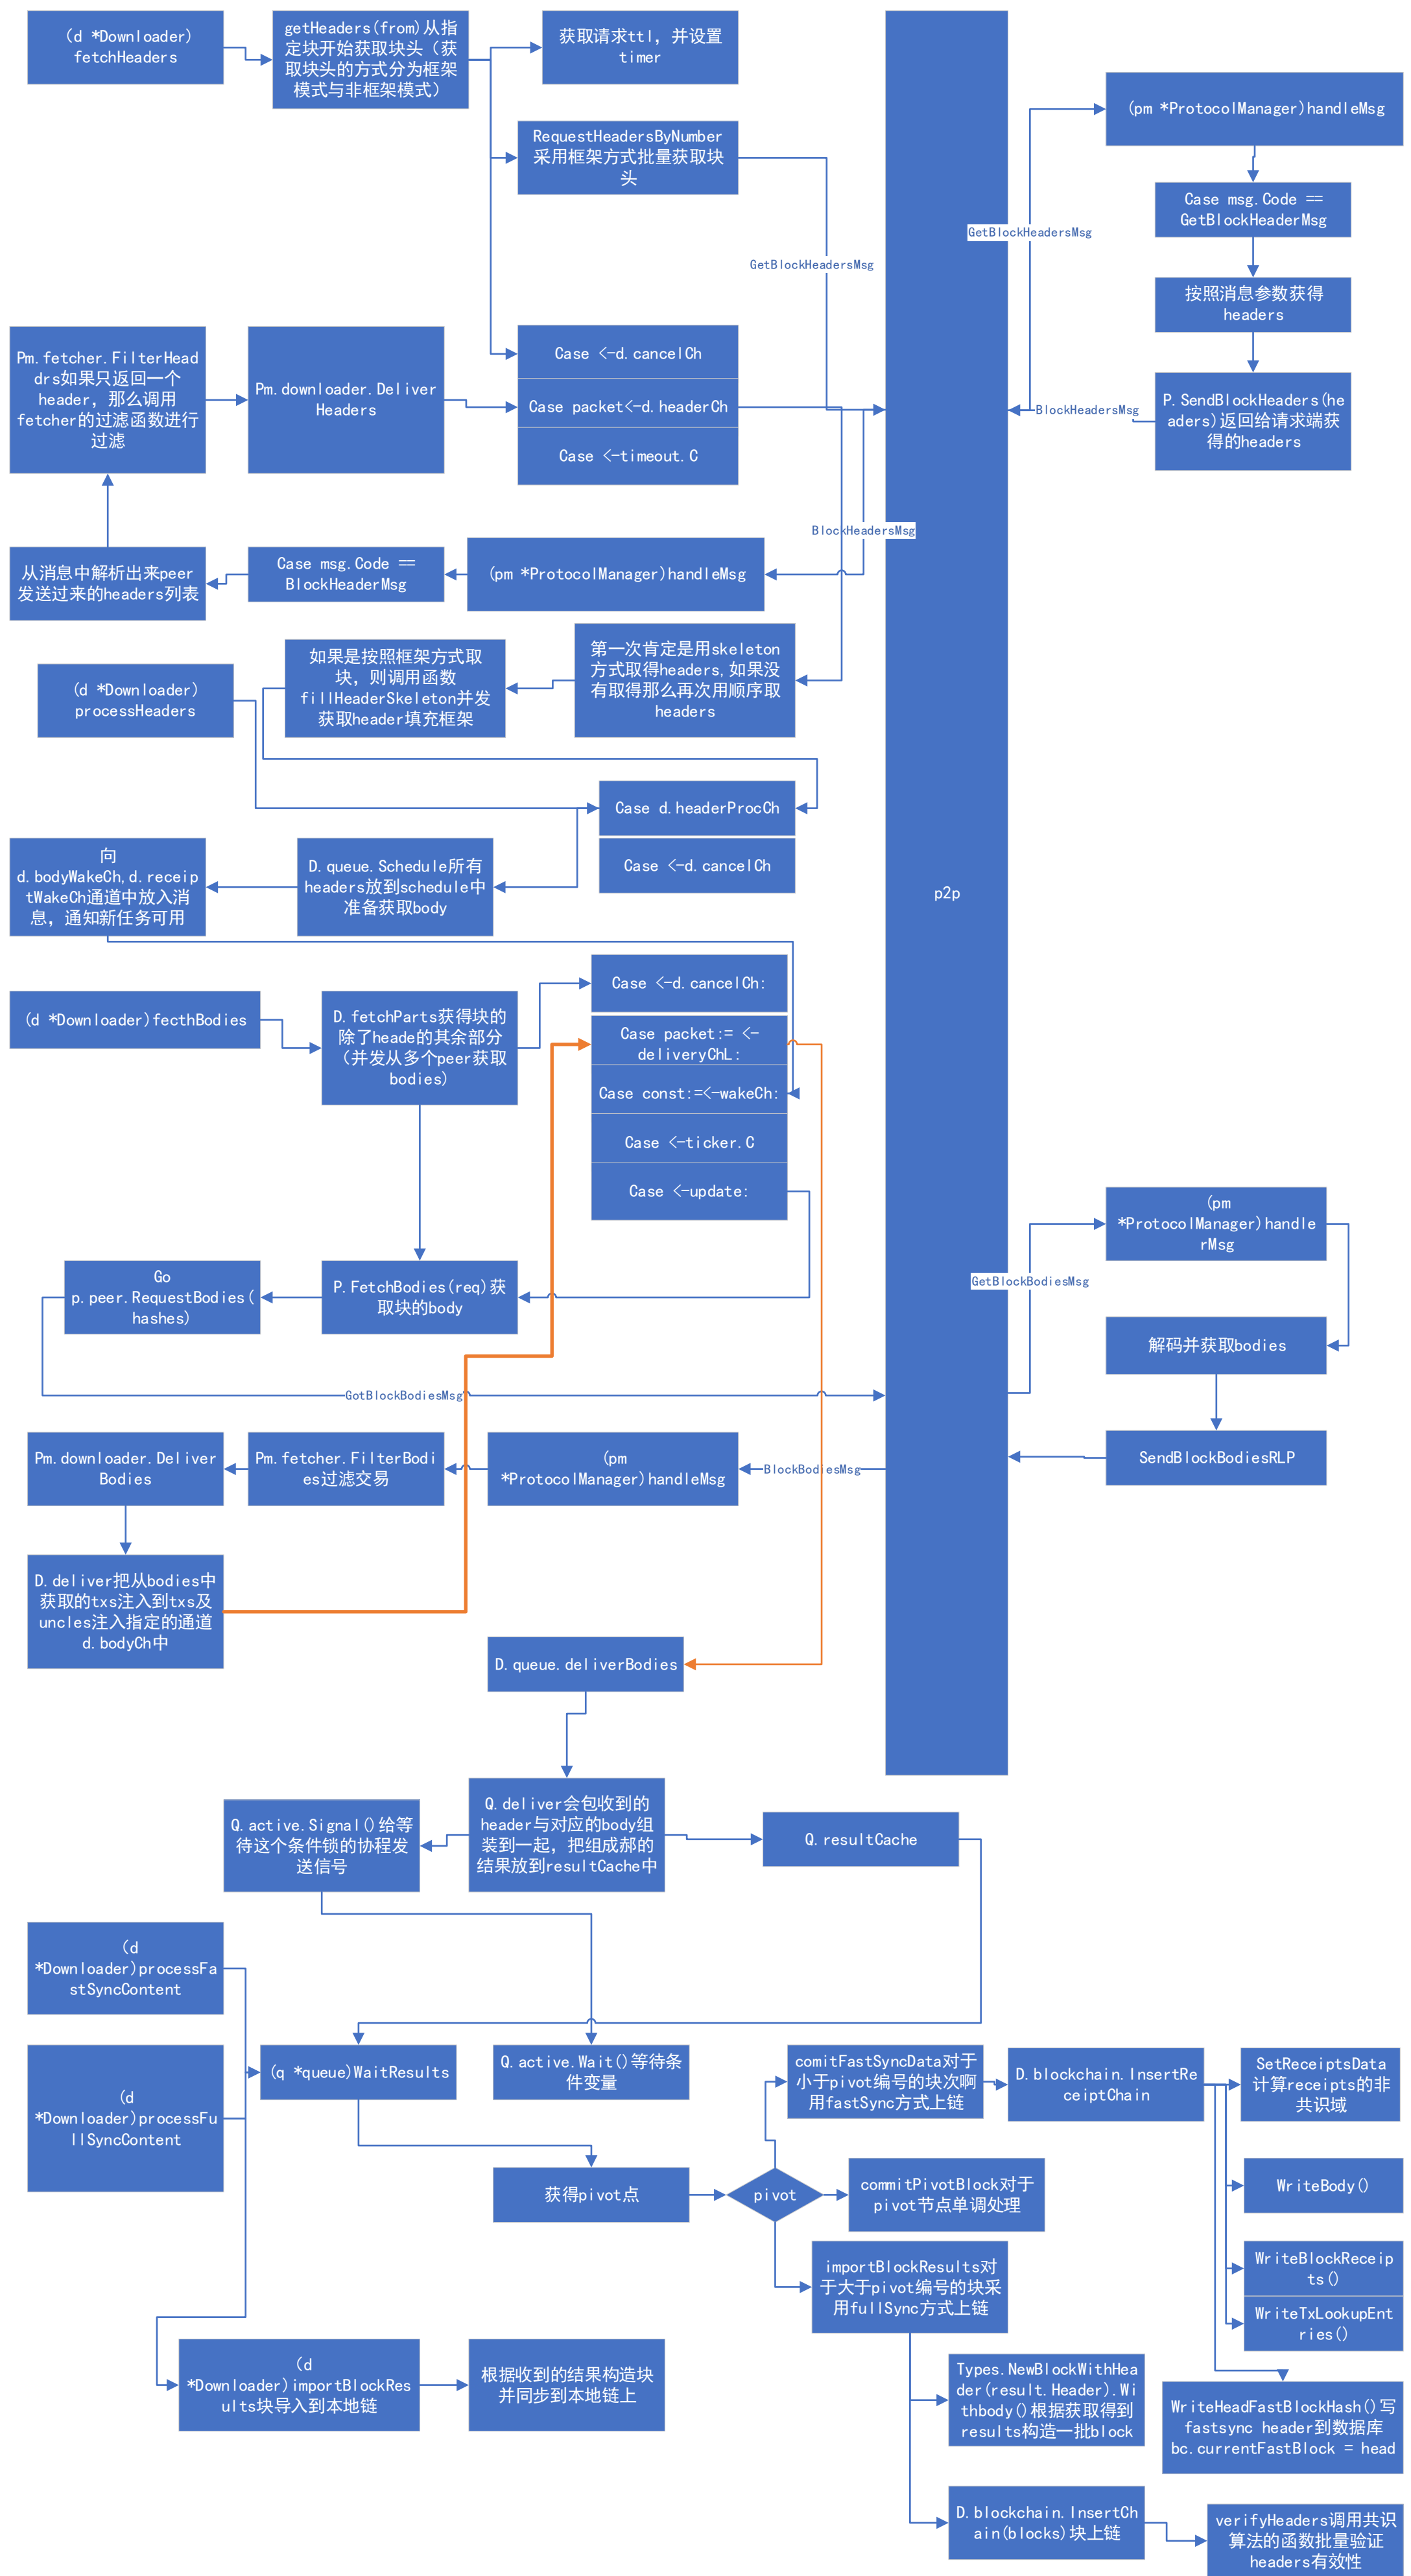 (d *Downloader)
fetchHeaders
getHeaders(from)从指
定块开始获取块头（获
取块头的方式分为框架
模式与非框架模式）
获取请求ttl，并设置
timer
RequestHeadersByNumber
采用框架方式批量获取块
头
(pm *ProtocolManager)handleMsg
Case msg.Code ==
GetBlockHeaderMsg
GetBlockHeadersMsg
GetBlockHeadersMsg
按照消息参数获得
headers
Pm.fetcher.FilterHea
drs如果只返回一个
header，那么调用
fetcher的过滤函数进行
过滤
Pm.downloader.Deliver
Headers
Case <-d.cancelCh
Case packet<-d.headerCh
Case <-timeout.C
BlockHeadersMsg
P.SendBlockHeaders(he
aders)返回给请求端获
得的headers
BlockHeadersMsg
从消息中解析出来peer
发送过来的headers列表
Case msg.Code ==
BlockHeaderMsg
(pm *ProtocolManager)handleMsg
(d *Downloader)
processHeaders
如果是按照框架方式取
块，则调用函数
fillHeaderSkeleton并发
获取header填充框架
第一次肯定是用skeleton
方式取得headers,如果没
有取得那么再次用顺序取
headers
Case d.headerProcCh
Case <-d.cancelCh
向
d.bodyWakeCh,d.receip
tWakeCh通道中放入消
息，通知新任务可用
D.queue.Schedule所有
headers放到schedule中
准备获取body
p2p
(d *Downloader)fecthBodies
D.fetchParts获得块的
除了heade的其余部分
（并发从多个peer获取
bodies)
Case <-d.cancelCh:
Case packet:= <-
deliveryChL:
Case const:=<-wakeCh:
Case <-ticker.C
Case <-update:
(pm
*ProtocolManager)handle
rMsg
Go
p.peer.RequestBodies(
hashes)
P.FetchBodies(req)获
取块的body
GetBlockBodiesMsg
解码并获取bodies
GotBlockBodiesMsg
Pm.downloader.Deliver
Bodies
Pm.fetcher.FilterBodi
es过滤交易
(pm
*ProtocolManager)handleMsg
BlockBodiesMsg
SendBlockBodiesRLP
D.deliver把从bodies中
获取的txs注入到txs及
uncles注入指定的通道
d.bodyCh中
D.queue.deliverBodies
Q.active.Signal()给等
待这个条件锁的协程发
送信号
Q.deliver会包收到的
header与对应的body组
装到一起，把组成郝的
结果放到resultCache中
Q.resultCache
(d
*Downloader)processFa
stSyncContent
(d
*Downloader)processFu
llSyncContent
(q *queue)WaitResults
Q.active.Wait()等待条
件变量
comitFastSyncData对于
小于pivot编号的块次啊
用fastSync方式上链
D.blockchain.InsertRe
ceiptChain
SetReceiptsData
计算receipts的非
共识域
获得pivot点
pivot
commitPivotBlock对于
pivot节点单调处理
WriteBody()
importBlockResults对
于大于pivot编号的块采
用fullSync方式上链
WriteBlockReceip
ts()
WriteTxLookupEnt
ries()
(d
*Downloader)importBlockRes
ults块导入到本地链
根据收到的结果构造块
并同步到本地链上
Types.NewBlockWithHea
der(result.Header).Wi
thbody()根据获取得到
results构造一批block
WriteHeadFastBlockHash()写
fastsync header到数据库
bc.currentFastBlock = head
D.blockchain.InsertCh
ain(blocks)块上链
verifyHeaders调用共识
算法的函数批量验证
headers有效性